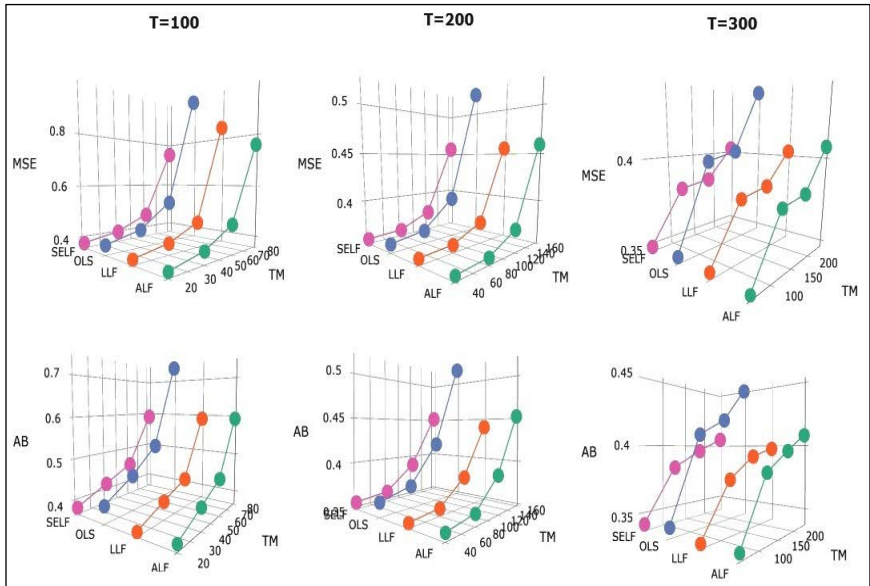 T=100
T=200
T=300
MSE
0.8
0.6
0.4
SELF
OLS
LLF
ALF
20
30
40
50
60
70
80
TM
MSE
0.5
0.45
0.4
SELF
OLS
LLF
ALF
40
60
80
100
120
140
160
TM
MSE
0.4
0.35
SELF
OLS
LLF
ALF
100
150
200
TM
AB
0.7
0.6
0.5
0.4
SELF
OLS
LLF
ALF
20
30
40
50
60
70
80
TM
AB
0.5
0.45
0.4
0.35
SELF
OLS
LLF
ALF
40
60
80
100
120
140
160
TM
AB
0.45
0.4
0.35
SELF
OLS
LLF
ALF
100
150
200
TM